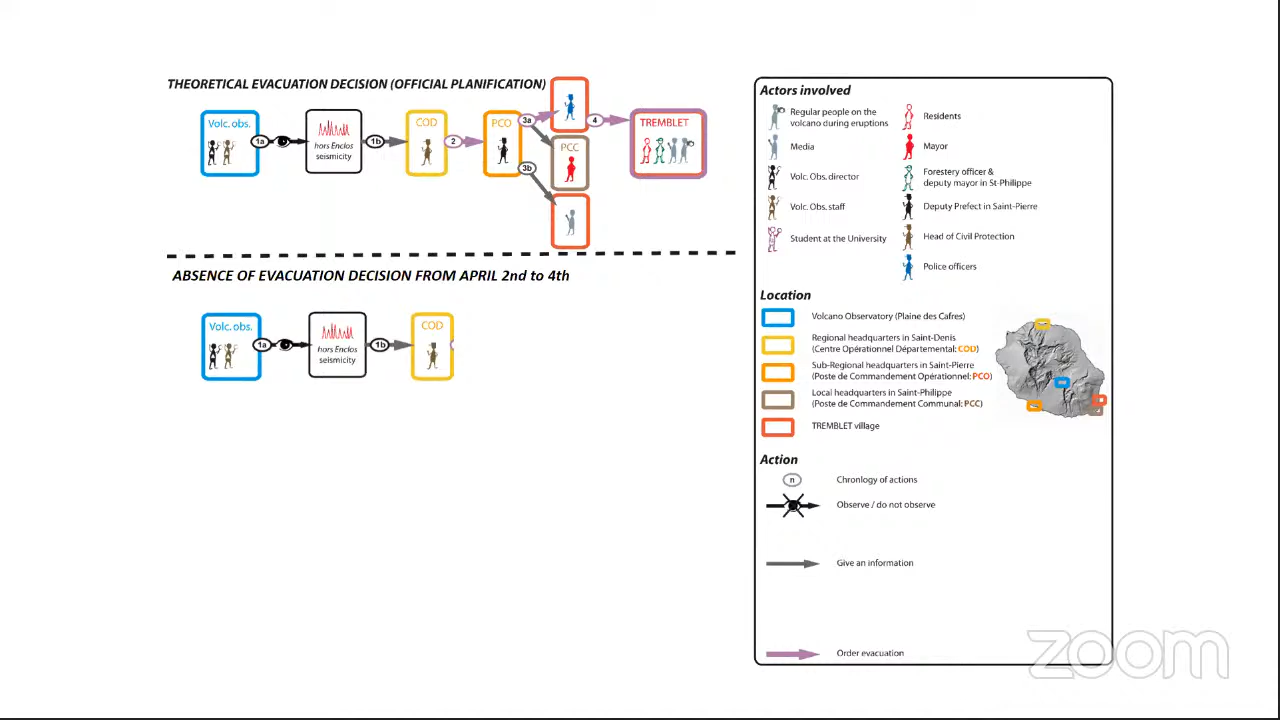 THEORETICAL EVACUATION DECISION (OFFICIAL PLANIFICATION)
Volc. obs.
1a
hors Enclos
seismicity
1b
COD
2
PCO
3a
3b
PCC
4
TREMBLET
ABSENCE OF EVACUATION DECISION FROM APRIL 2nd to 4th
Volc. obs.
1a
hors Enclos
seismicity
1b
COD
Actors involved
Regular people on the
volcano during eruptions
Residents
Media
Mayor
Volc. Obs. director
Forestery officer &
deputy mayor in St-Philippe
Volc. Obs. staff
Deputy Prefect in Saint-Pierre
Student at the University
Head of Civil Protection
Police officers
Location
Volcano Observatory (Plaine des Cafres)
Regional headquarters in Saint-Denis
(Centre Opérationnel Départemental: COD)
Sub-Regional headquarters in Saint-Pierre
(Poste de Commandement Opérationnel: PCO)
Local headquarters in Saint-Philippe
(Poste de Commandement Communal: PCC)
TREMBLET village
Action
n
Chronlogy of actions
Observe / do not observe
Give an information
Order evacuation
zoom